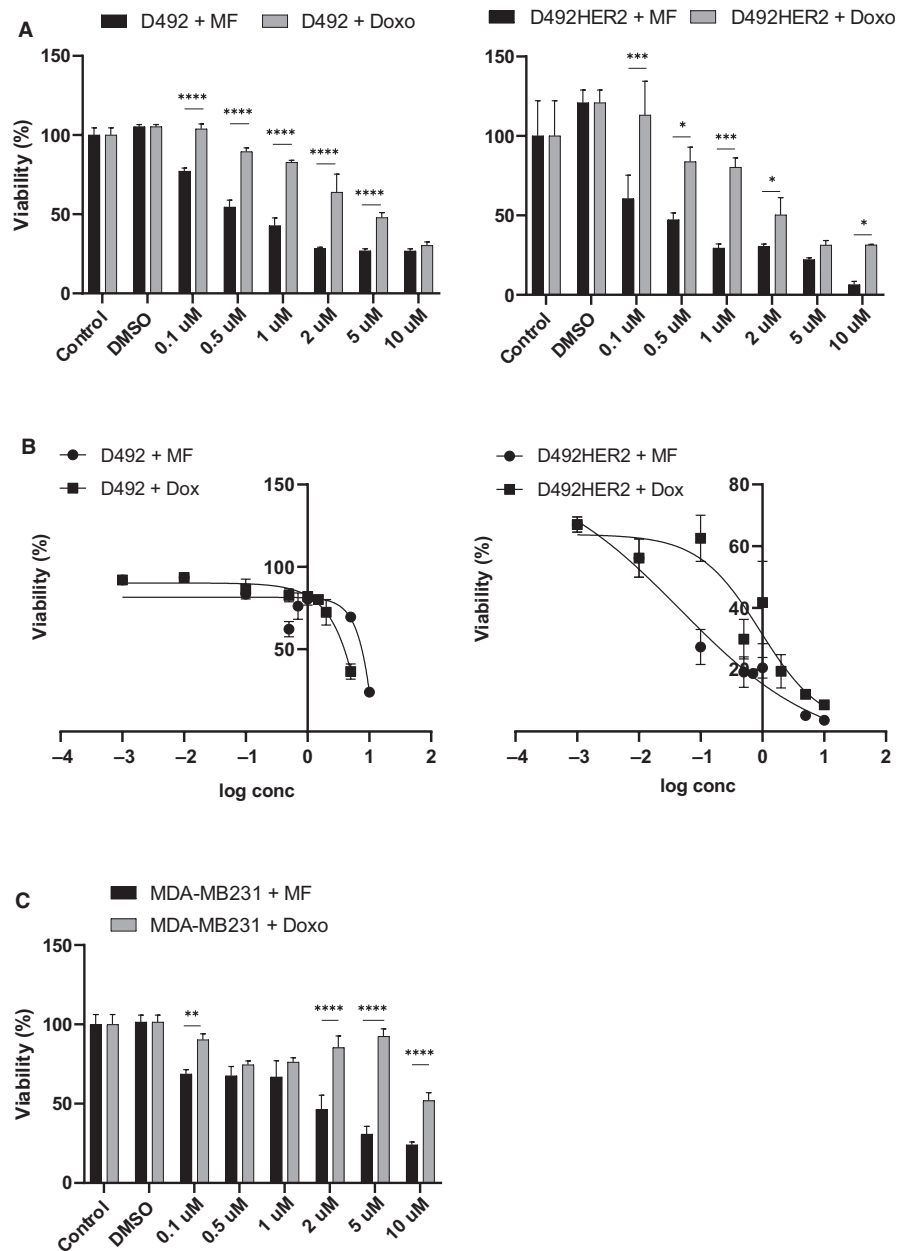 A
D492 + MF D492 + Doxo
Viability (%)
150
100
50
0
**** **** **** **** ****
Control DMSO 0.1 uM 0.5 uM 1 uM 2 uM 5 uM 10 uM
D492HER2 + MF D492HER2 + Doxo
150
100
50
0
*** * *** * *
Control DMSO 0.1 uM 0.5 uM 1 uM 2 uM 5 uM 10 uM
B
D492 + MF
D492 + Dox
Viability (%)
150
100
50
–4 –3 –2 –1 0 1 2
log conc
D492HER2 + MF
D492HER2 + Dox
Viability (%)
80
60
40
20
–4 –3 –2 –1 0 1 2
log conc
C
MDA-MB231 + MF
MDA-MB231 + Doxo
Viability (%)
150
100
50
0
** **** **** ****
Control DMSO 0.1 uM 0.5 uM 1 uM 2 uM 5 uM 10 uM